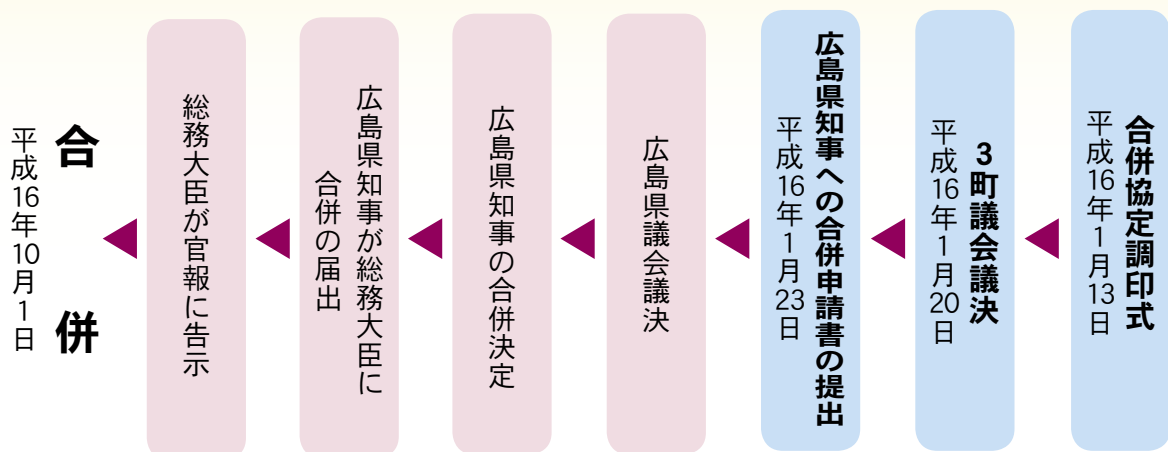 合併協定調印式
平成16年1月13日
3町議会議決
平成16年1月20日
広島県知事への合併申請書の提出
平成16年1月23日
広島県議会議決
広島県知事の合併決定
広島県知事が総務大臣に
合併の届出
総務大臣が官報に告示
合併
平成16年10月1日